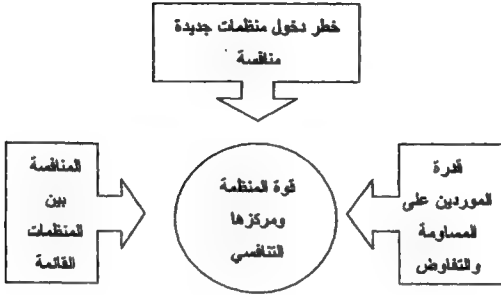 خطر دخول منظمات جديدة
منافسة
قدرة
الموردين على
المساومة
والتفاوض
قوة المنظمة
ومركزها
التنافسي
المنافسة
بين
المنظمات
القائمة